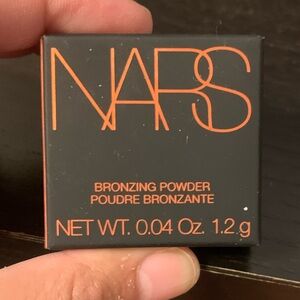 NARS
BRONZING POWDER
POUDRE BRONZANTE
NET WT. 0.04 Oz. 1.2 g